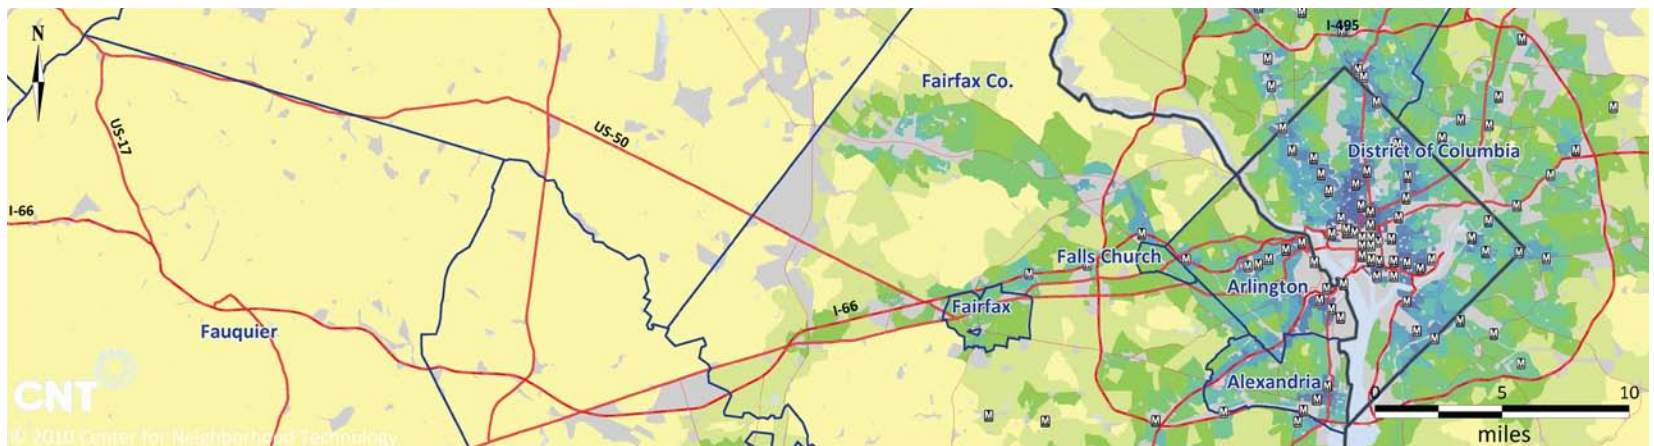 I-495
N
Fairfax Co.
US-17
US-50
District of Columbia
I-66
Falls Church
Arlington
Fairfax
I-66
Fauquier
Alexandria
CNT
0 5 10
miles
© 2010 Center for Neighborhood Technology